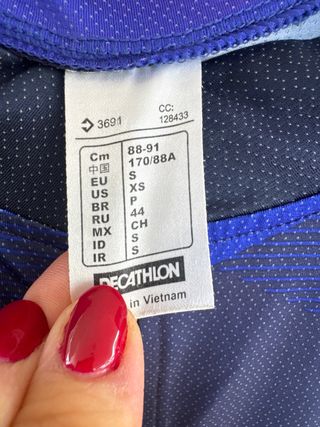 3691
CC:
128433
Cm 88-91
中国 170/88A
EU S
US XS
BR P
RU 44
MX CH
ID S
IR S
DECATHLON
in Vietnam